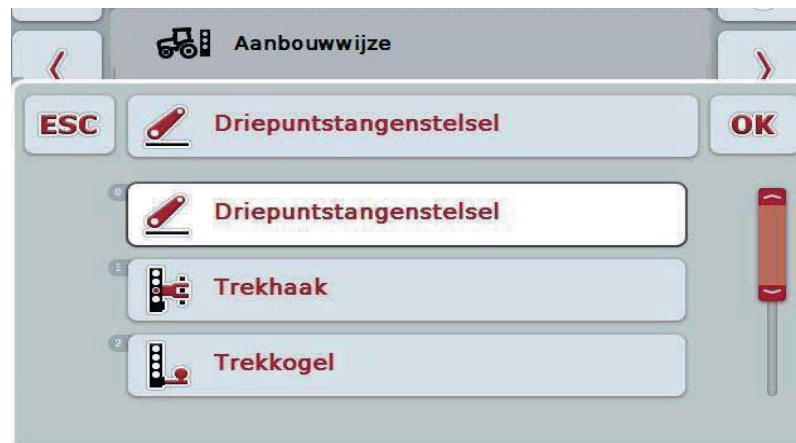 Aanbouwwijze
ESC
Driepuntstangenstelsel
OK
0
Driepuntstangenstelsel
1
Trekhaak
2
Trekkogel